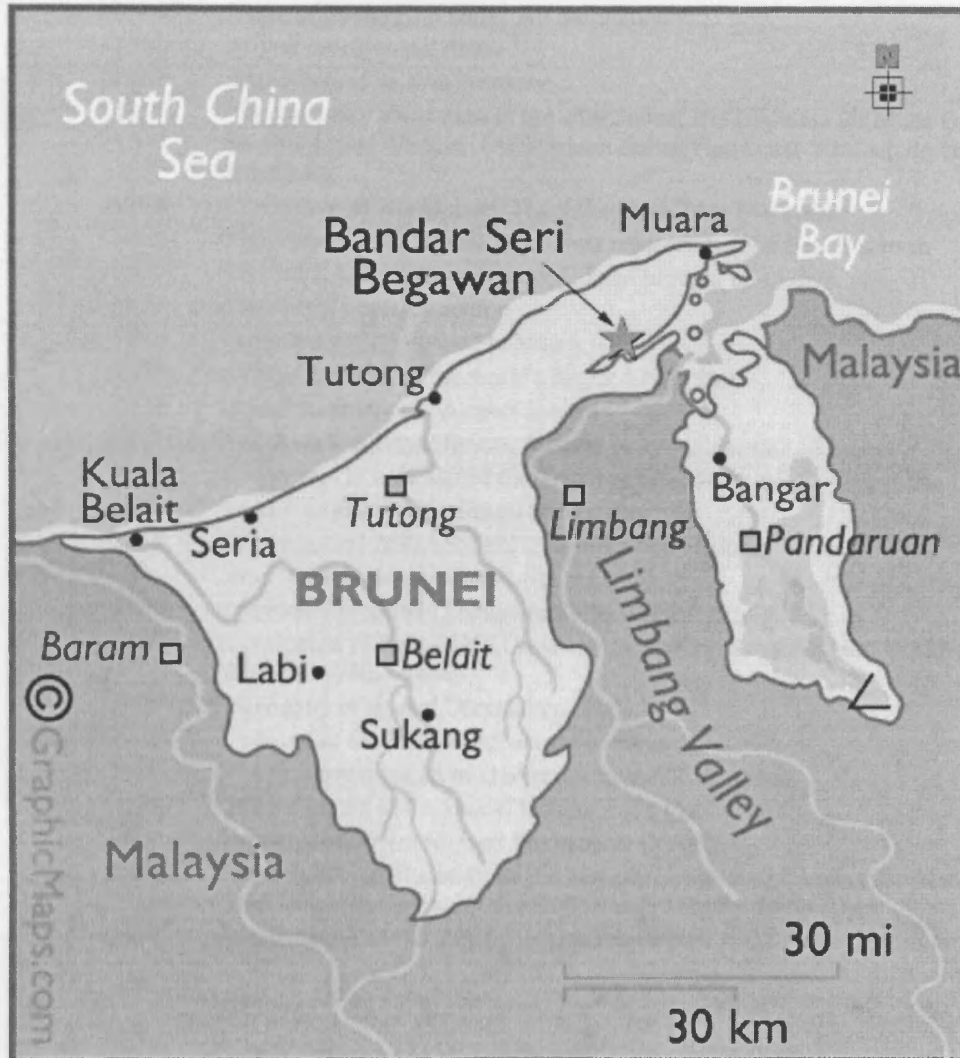 N
South China
Sea
Brunei
Bay
Muara
Bandar Seri
Begawan
Malaysia
Tutong
Kuala
Belait
Seria
Tutong
Limbang
Bangar
Pandaruan
BRUNEI
Limbang Valley
Baram
Labi
Belait
Sukang
Malaysia
© GraphicMaps.com
30 mi
30 km